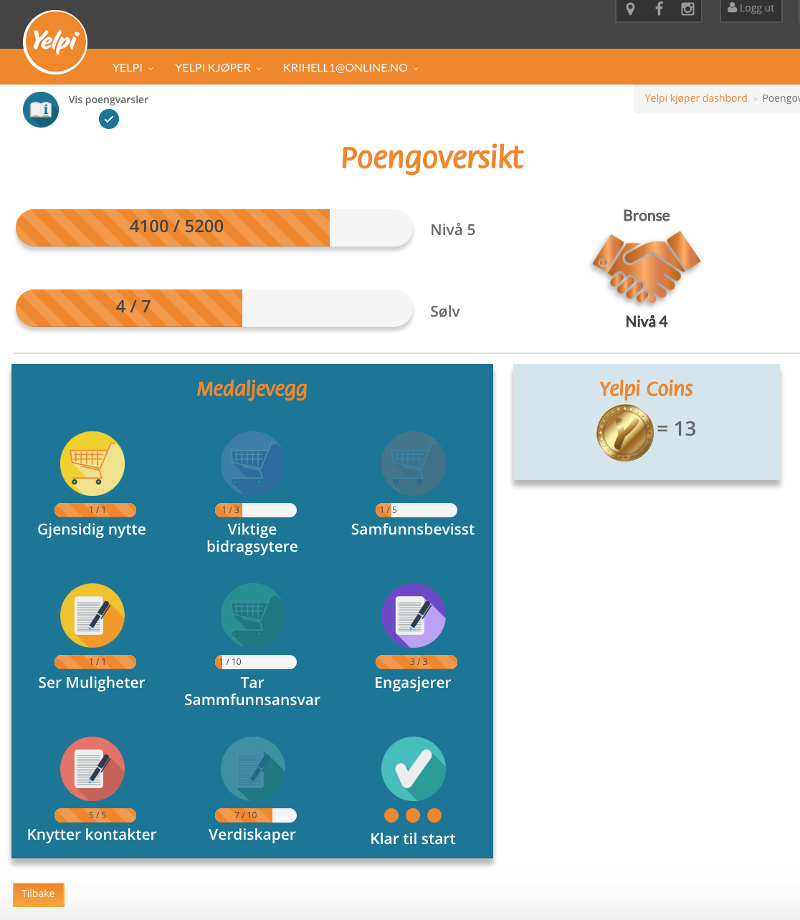 Logg ut
Yelpi
YELPI
YELPI KJØPER
KRIHELL1@ONLINE.NO
Vis poengvarsler
Yelpi kjøper dashbord » Poengov
Poengoversikt
4100 / 5200
Nivå 5
Bronse
4 / 7
Sølv
Nivå 4
Medaljevegg
1 / 1
Gjensidig nytte
1 / 3
Viktige
bidragsytere
1 / 5
Samfunnsbevisst
1 / 1
Ser Muligheter
1 / 10
Tar
Sammfunnsansvar
3 / 3
Engasjerer
5 / 5
Knytter kontakter
7 / 10
Verdiskaper
Klar til start
Yelpi Coins
= 13
Tilbake